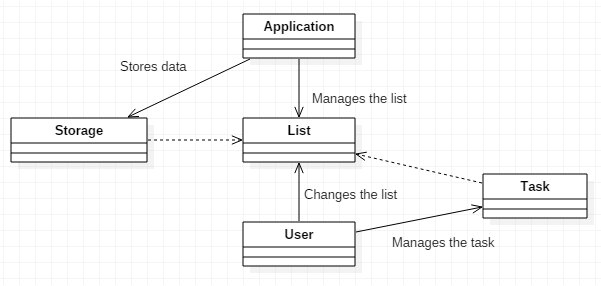 Application
Stores data
Manages the list
Storage
List
Task
Changes the list
User
Manages the task